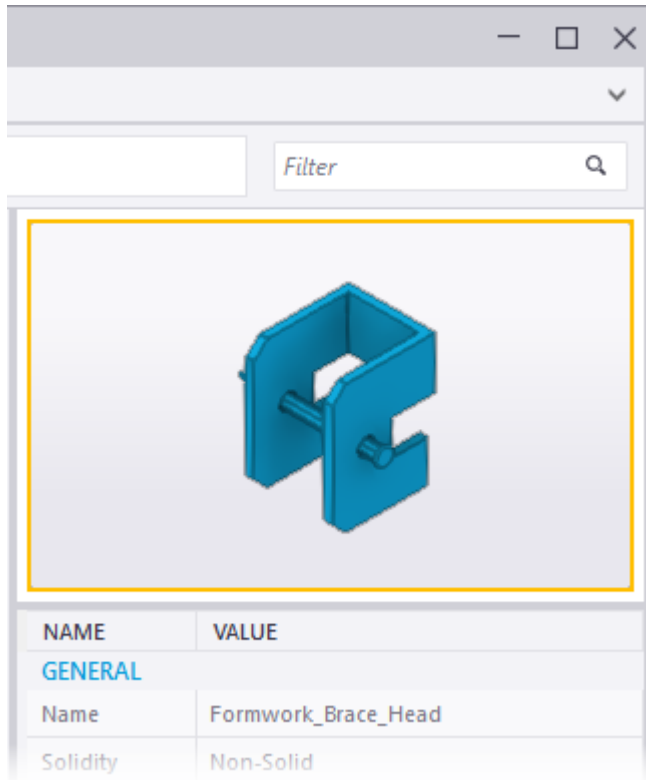 Filter
NAME VALUE
GENERAL
Name Formwork_Brace_Head
Solidity Non-Solid